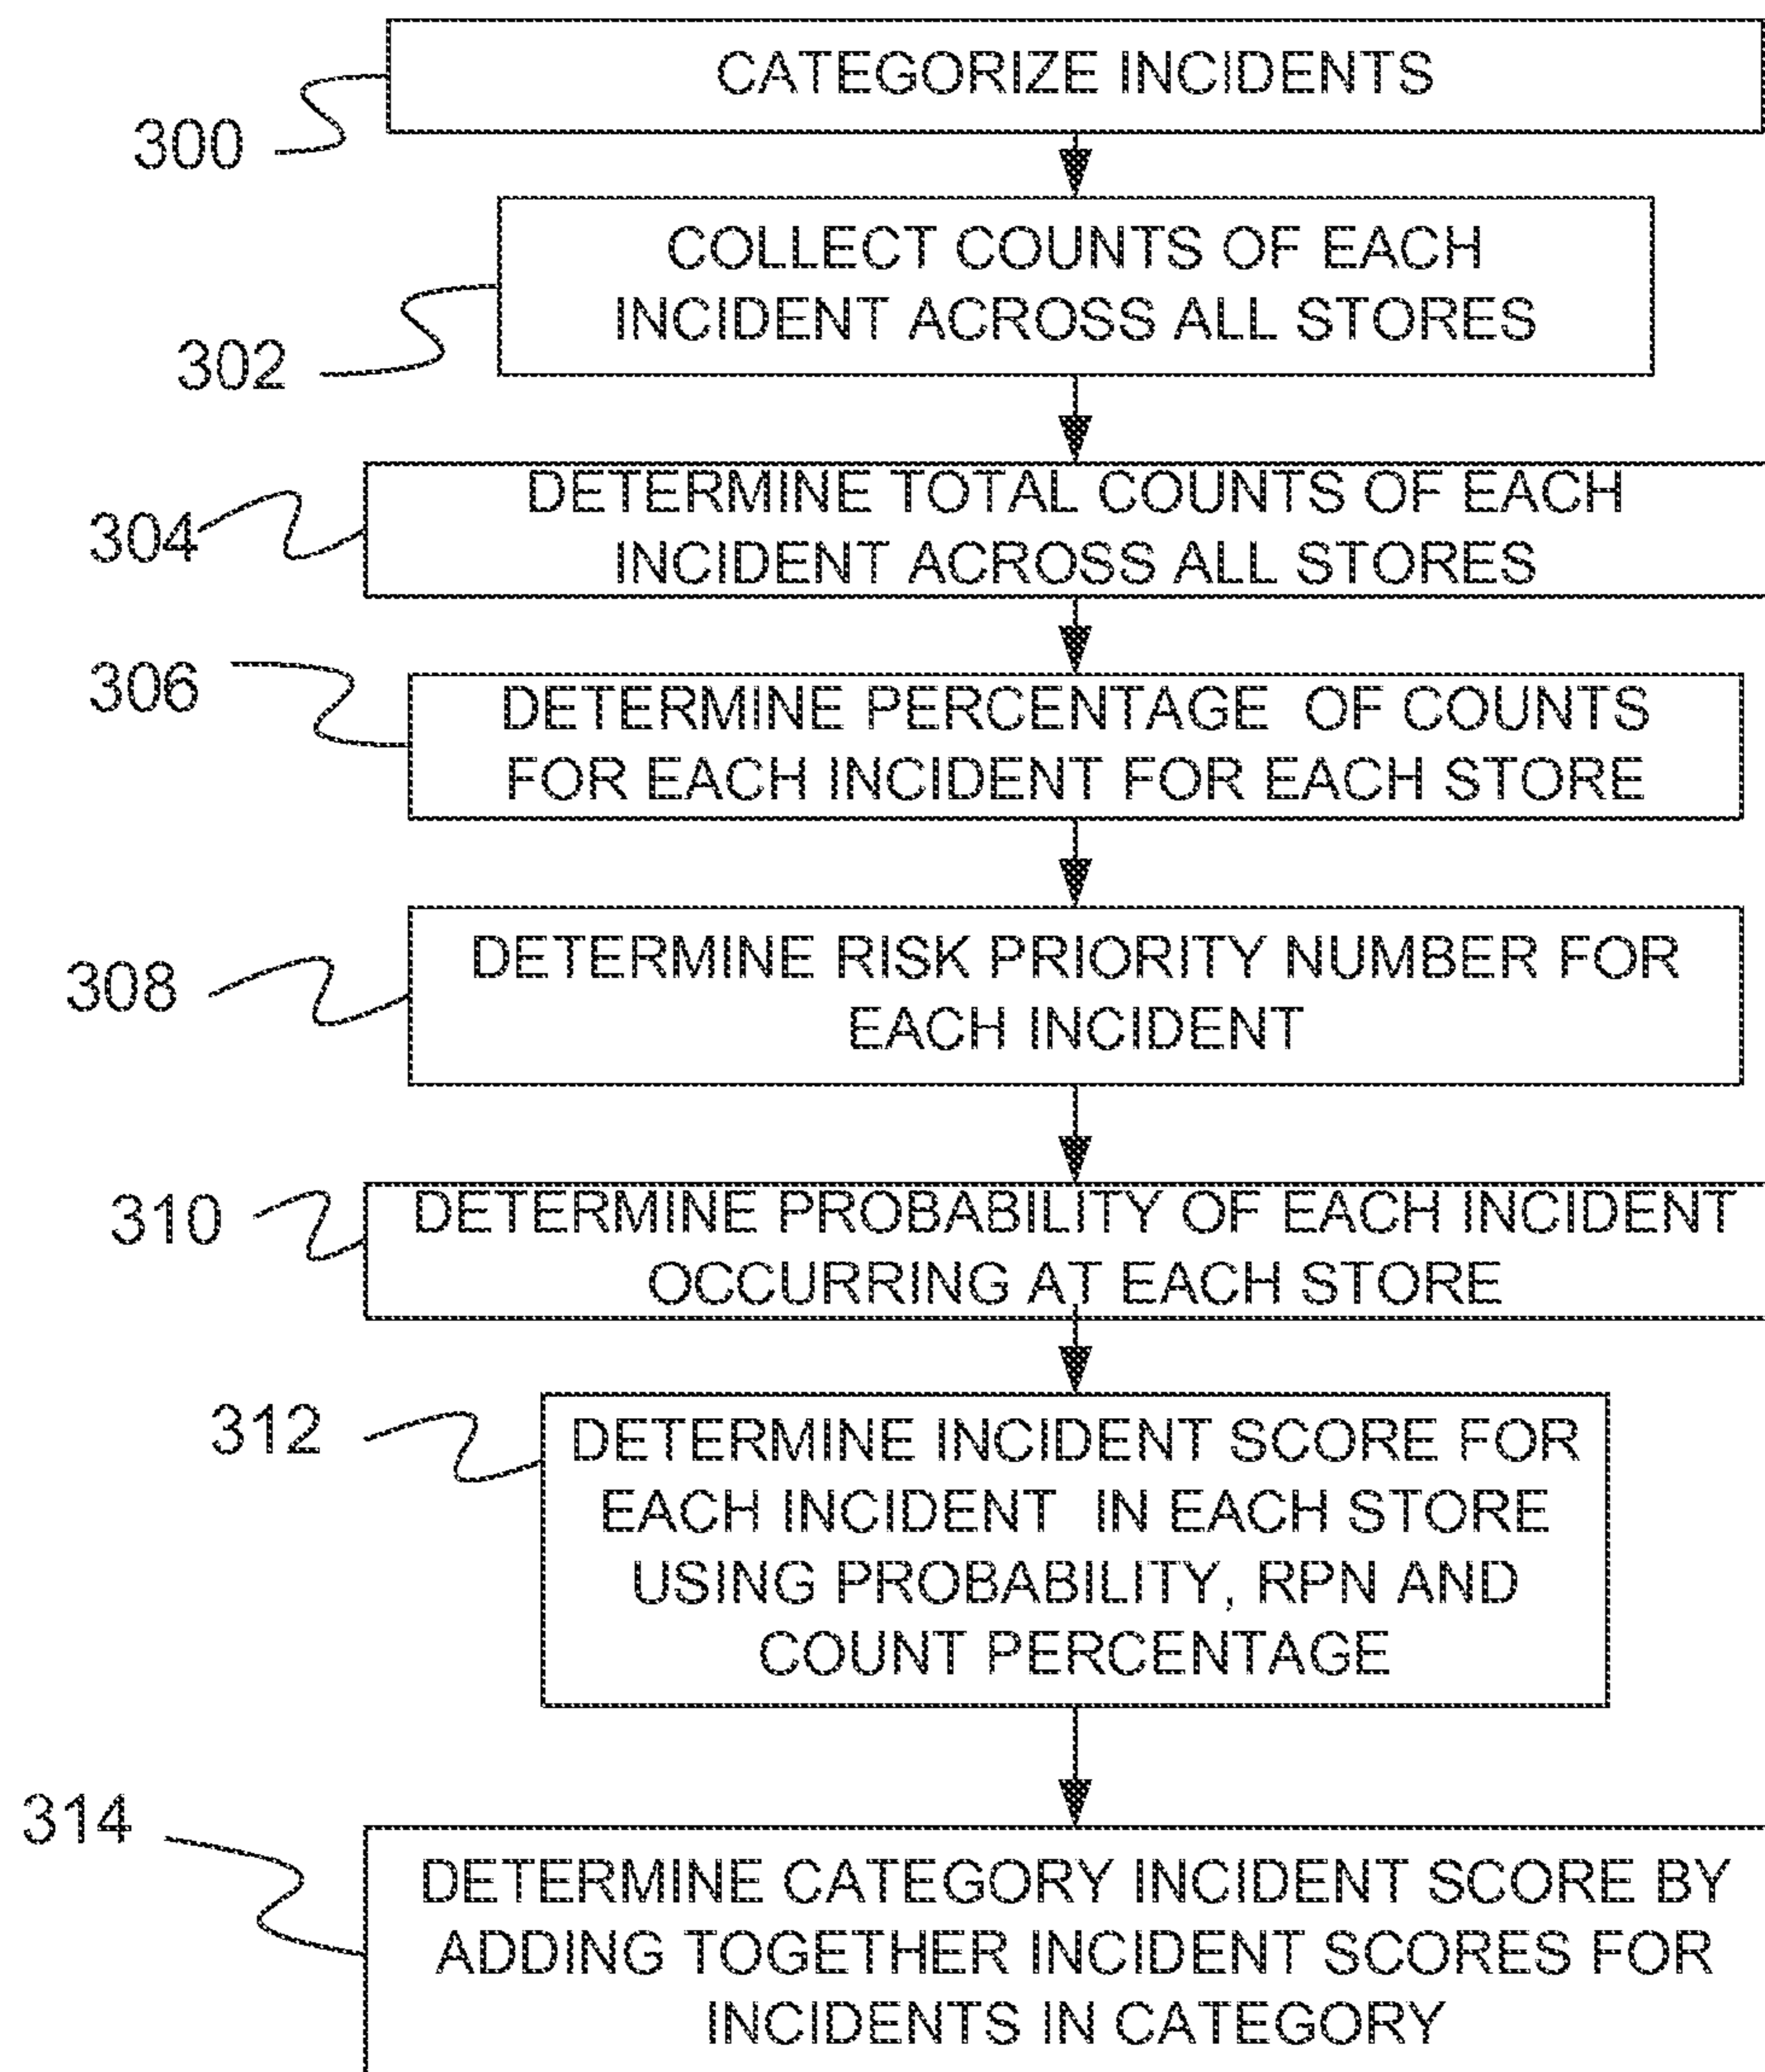 CATEGORIZE INCIDENTS
300
COLLECT COUNTS OF EACH
INCIDENT ACROSS ALL STORES
302
DETERMINE TOTAL COUNTS OF EACH
INCIDENT ACROSS ALL STORES
304
DETERMINE PERCENTAGE OF COUNTS
FOR EACH INCIDENT FOR EACH STORE
306
DETERMINE RISK PRIORITY NUMBER FOR
EACH INCIDENT
308
DETERMINE PROBABILITY OF EACH INCIDENT
OCCURRING AT EACH STORE
310
DETERMINE INCIDENT SCORE FOR
EACH INCIDENT IN EACH STORE
USING PROBABILITY, RPN AND
COUNT PERCENTAGE
312
DETERMINE CATEGORY INCIDENT SCORE BY
ADDING TOGETHER INCIDENT SCORES FOR
INCIDENTS IN CATEGORY
314